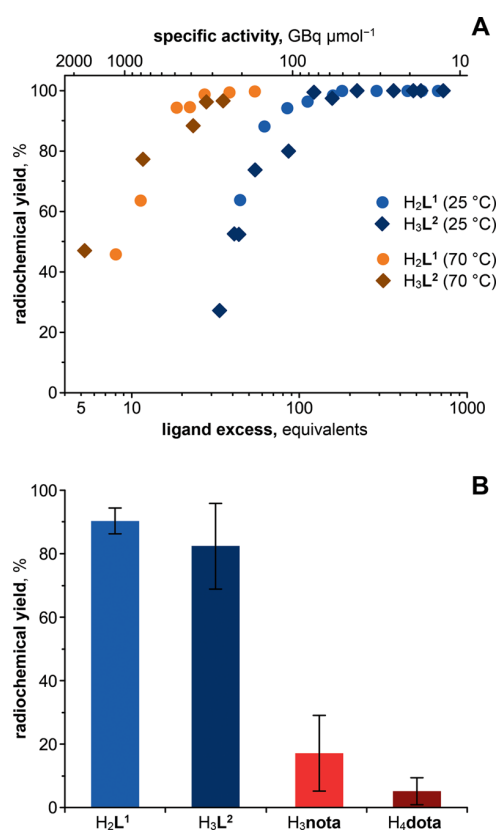 A
specific activity, GBq μmol⁻¹
2000 1000 100 10
100
80
60
40
20
0
radiochemical yield, %
H₂L¹ (25 °C)
H₃L² (25 °C)
H₂L¹ (70 °C)
H₃L² (70 °C)
5 10 100 1000
ligand excess, equivalents
B
100
80
60
40
20
0
radiochemical yield, %
H₂L¹ H₃L² H₃nota H₄dota